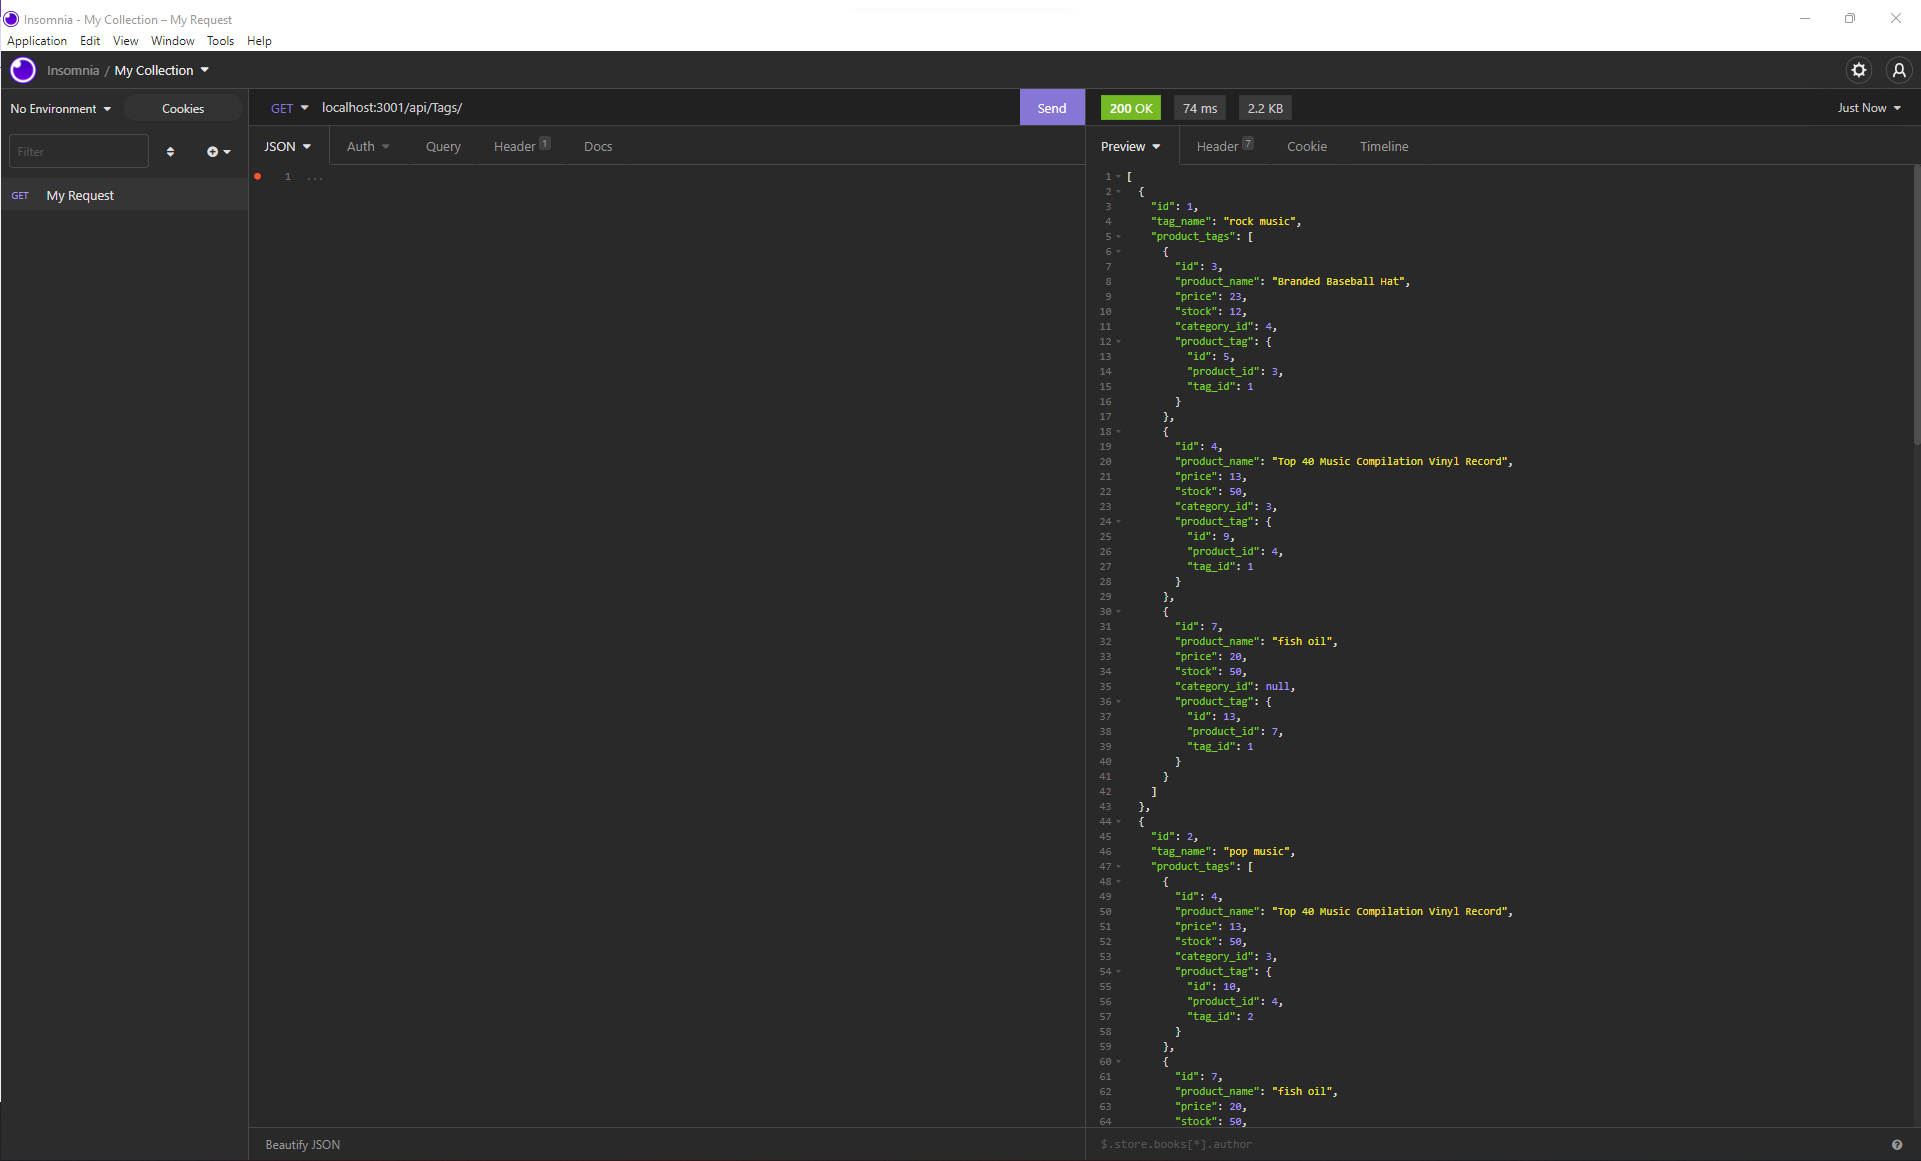 Insomnia - My Collection – My Request
Application Edit View Window Tools Help
Insomnia / My Collection
No Environment Cookies
Filter
GET My Request
GET localhost:3001/api/Tags/ Send
JSON Auth Query Header 1 Docs
1 ...
Beautify JSON
200 OK 74 ms 2.2 KB Just Now
Preview Header 7 Cookie Timeline
1 [
2 {
3 "id": 1,
4 "tag_name": "rock music",
5 "product_tags": [
6 {
7 "id": 3,
8 "product_name": "Branded Baseball Hat",
9 "price": 23,
10 "stock": 12,
11 "category_id": 4,
12 "product_tag": {
13 "id": 5,
14 "product_id": 3,
15 "tag_id": 1
16 }
17 },
18 {
19 "id": 4,
20 "product_name": "Top 40 Music Compilation Vinyl Record",
21 "price": 13,
22 "stock": 50,
23 "category_id": 3,
24 "product_tag": {
25 "id": 9,
26 "product_id": 4,
27 "tag_id": 1
28 }
29 },
30 {
31 "id": 7,
32 "product_name": "fish oil",
33 "price": 20,
34 "stock": 50,
35 "category_id": null,
36 "product_tag": {
37 "id": 13,
38 "product_id": 7,
39 "tag_id": 1
40 }
41 }
42 ]
43 },
44 {
45 "id": 2,
46 "tag_name": "pop music",
47 "product_tags": [
48 {
49 "id": 4,
50 "product_name": "Top 40 Music Compilation Vinyl Record",
51 "price": 13,
52 "stock": 50,
53 "category_id": 3,
54 "product_tag": {
55 "id": 10,
56 "product_id": 4,
57 "tag_id": 2
58 }
59 },
60 {
61 "id": 7,
62 "product_name": "fish oil",
63 "price": 20,
64 "stock": 50,
$.store.books[*].author